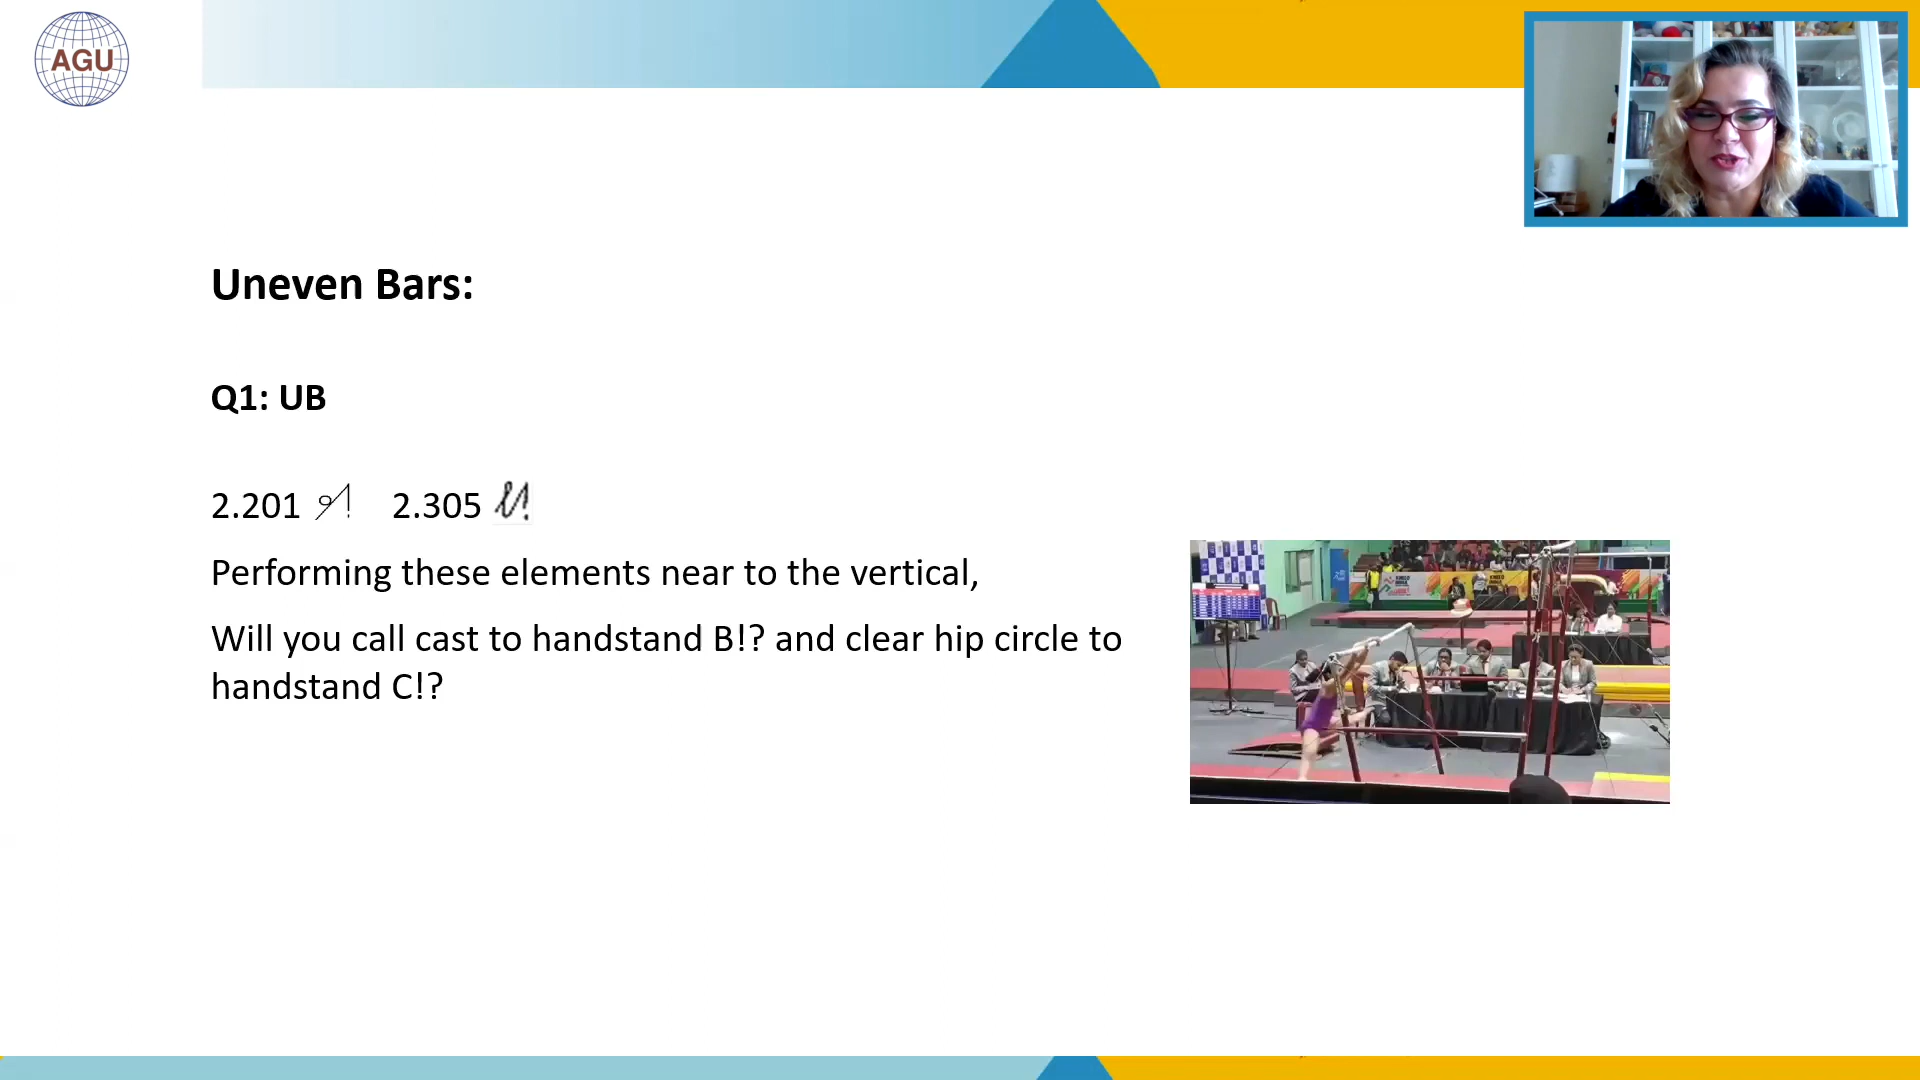 AGU
Uneven Bars:
Q1: UB
2.201 2.305
Performing these elements near to the vertical,
Will you call cast to handstand B!? and clear hip circle to
handstand C!?